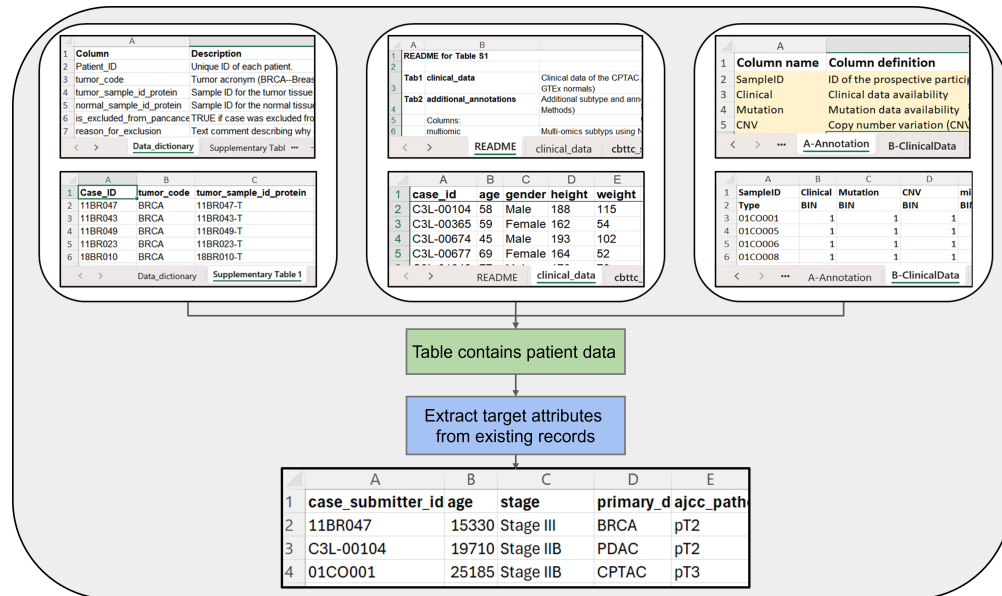 A
1 Column Description
2 Patient_ID Unique ID of each patient.
3 tumor_code Tumor acronym (BRCA--Breas
4 tumor_sample_id_protein Sample ID for the tumor tissue
5 normal_sample_id_protein Sample ID for the normal tissue
6 is_excluded_from_pancance TRUE if case was excluded fro
7 reason_for_exclusion Text comment describing why
< > Data_dictionary Supplementary Tabl ···
A B C
1 Case_ID tumor_code tumor_sample_id_protein
2 11BR047 BRCA 11BR047-T
3 11BR043 BRCA 11BR043-T
4 11BR049 BRCA 11BR049-T
5 11BR023 BRCA 11BR023-T
6 18BR010 BRCA 18BR010-T
< > Data_dictionary Supplementary Table 1
A B
1 README for Table S1
2
Tab1 clinical_data Clinical data of the CPTAC
3 GTEx normals)
Tab2 additional_annotations Additional subtype and ann
4 Methods)
5 Columns:
6 multiomic Multi-omics subtyps using N
< > README clinical_data cbttc_s
A B C D E
1 case_id age gender height weight
2 C3L-00104 58 Male 188 115
3 C3L-00365 59 Female 162 54
4 C3L-00674 45 Male 193 102
5 C3L-00677 69 Female 164 52
< > README clinical_data cbttc_
A
1 Column name Column definition
2 SampleID ID of the prospective particip
3 Clinical Clinical data availability
4 Mutation Mutation data availability
5 CNV Copy number variation (CNV
< > ··· A-Annotation B-ClinicalData
A B C D
1 SampleID Clinical Mutation CNV mi
2 Type BIN BIN BIN BIN
3 01CO001 1 1 1
4 01CO005 1 1 1
5 01CO006 1 1 1
6 01CO008 1 1 1
< > ··· A-Annotation B-ClinicalData
Table contains patient data
Extract target attributes
from existing records
A B C D E
1 case_submitter_id age stage primary_d ajcc_path
2 11BR047 15330 Stage III BRCA pT2
3 C3L-00104 19710 Stage IIB PDAC pT2
4 01CO001 25185 Stage IIB CPTAC pT3